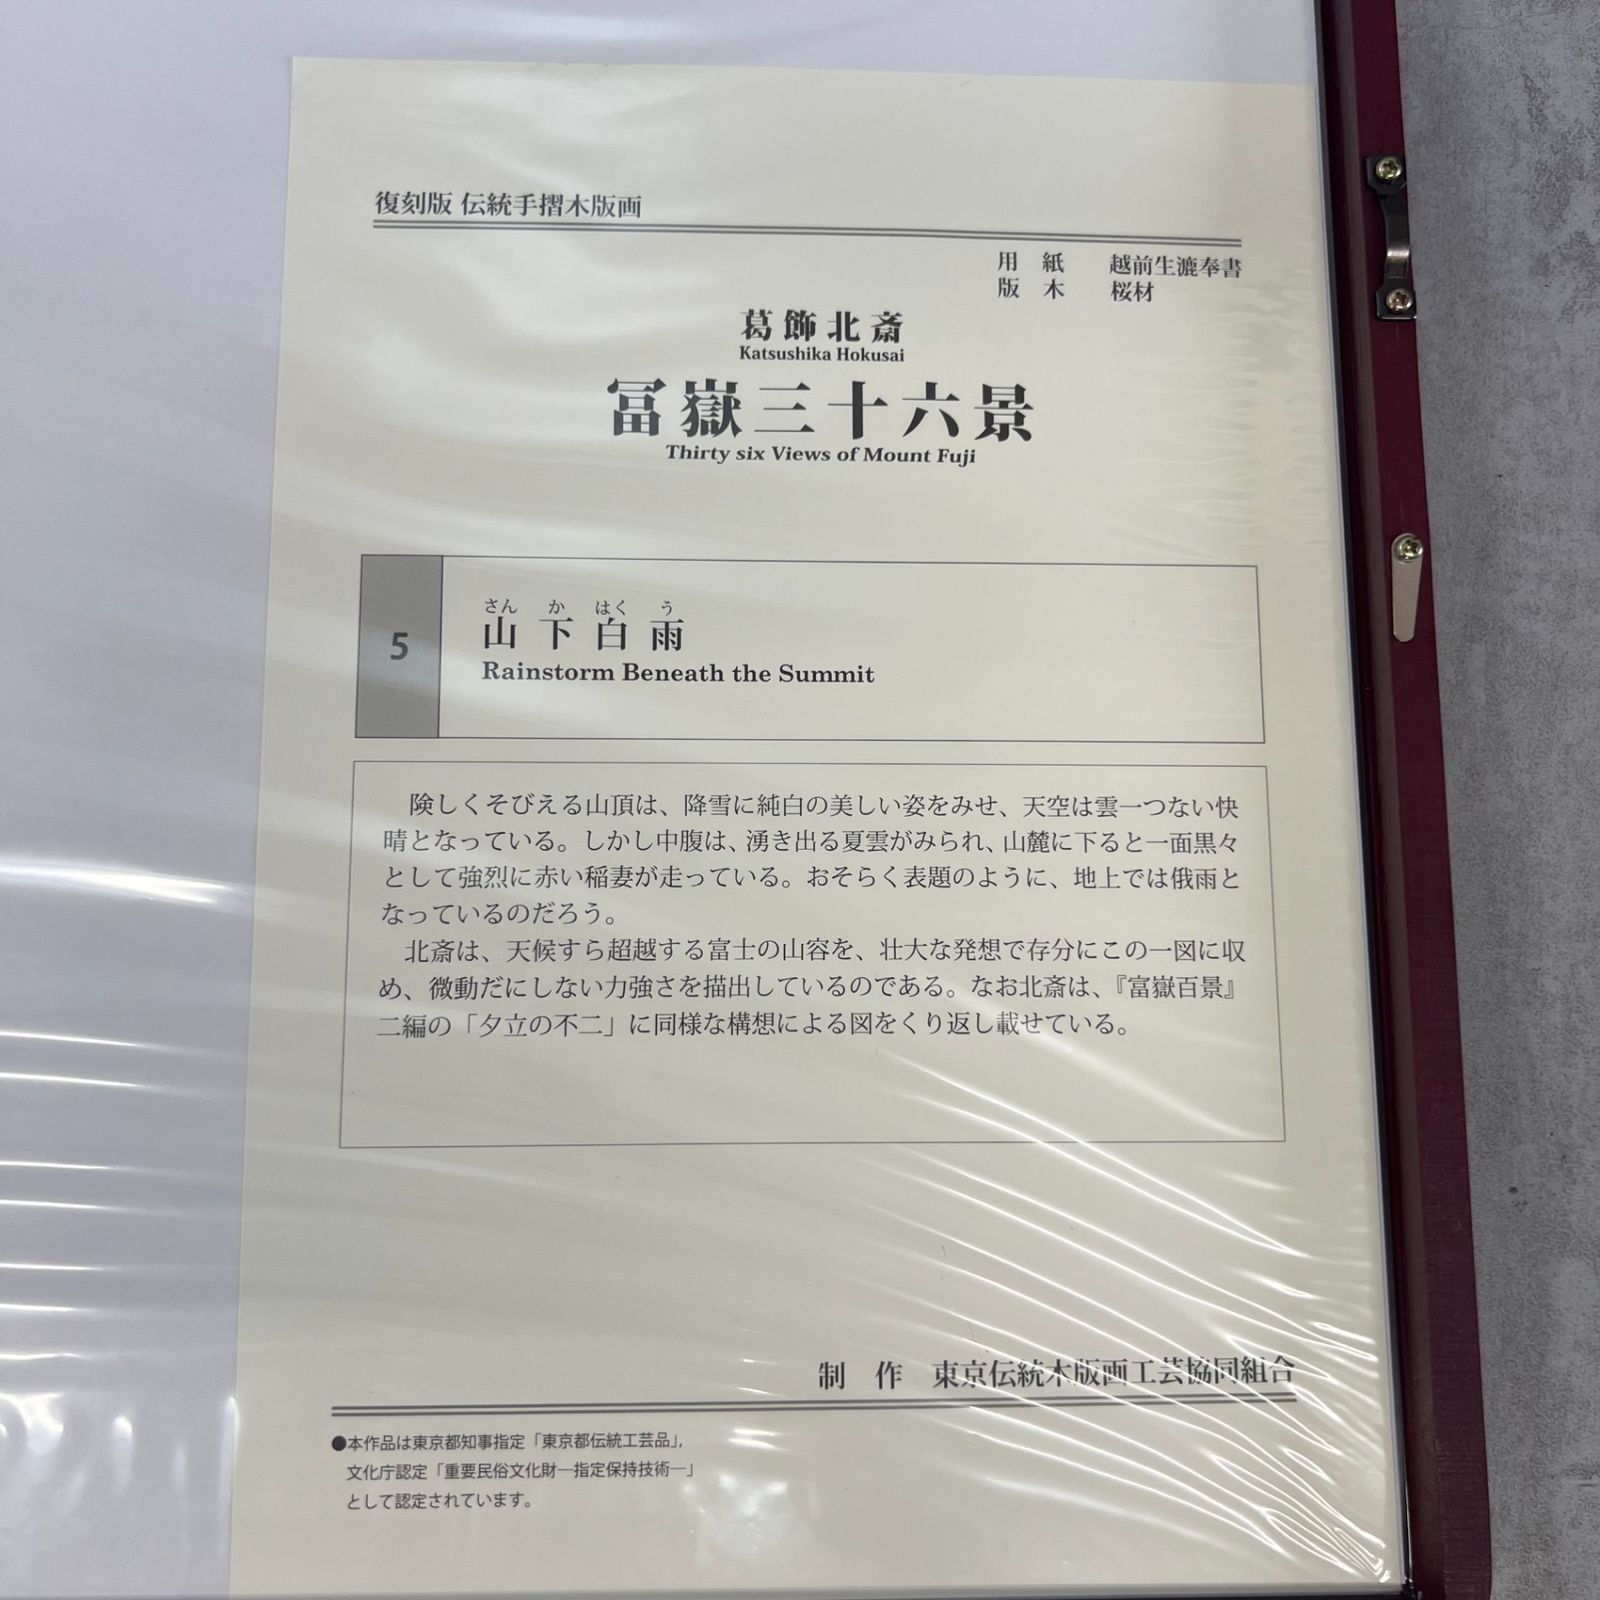 復刻版 伝統手摺木版画
用 紙 越前生漉奉書
版 木 桜材
葛飾北斎
Katsushika Hokusai
冨嶽三十六景
Thirty six Views of Mount Fuji
5
さん か はく う
山下白雨
Rainstorm Beneath the Summit
険しくそびえる山頂は、降雪に純白の美しい姿をみせ、天空は雲一つない快
晴となっている。しかし中腹は、湧き出る夏雲がみられ、山麓に下ると一面黒々
として強烈に赤い稲妻が走っている。おそらく表題のように、地上では俄雨と
なっているのだろう。
北斎は、天候すら超越する富士の山容を、壮大な発想で存分にこの一図に収
め、微動だにしない力強さを描出しているのである。なお北斎は、『富嶽百景』
二編の「夕立の不二」に同様な構想による図をくり返し載せている。
制 作 東京伝統木版画工芸協同組合
●本作品は東京都知事指定「東京都伝統工芸品」,
文化庁認定「重要民俗文化財―指定保持技術―」
として認定されています。